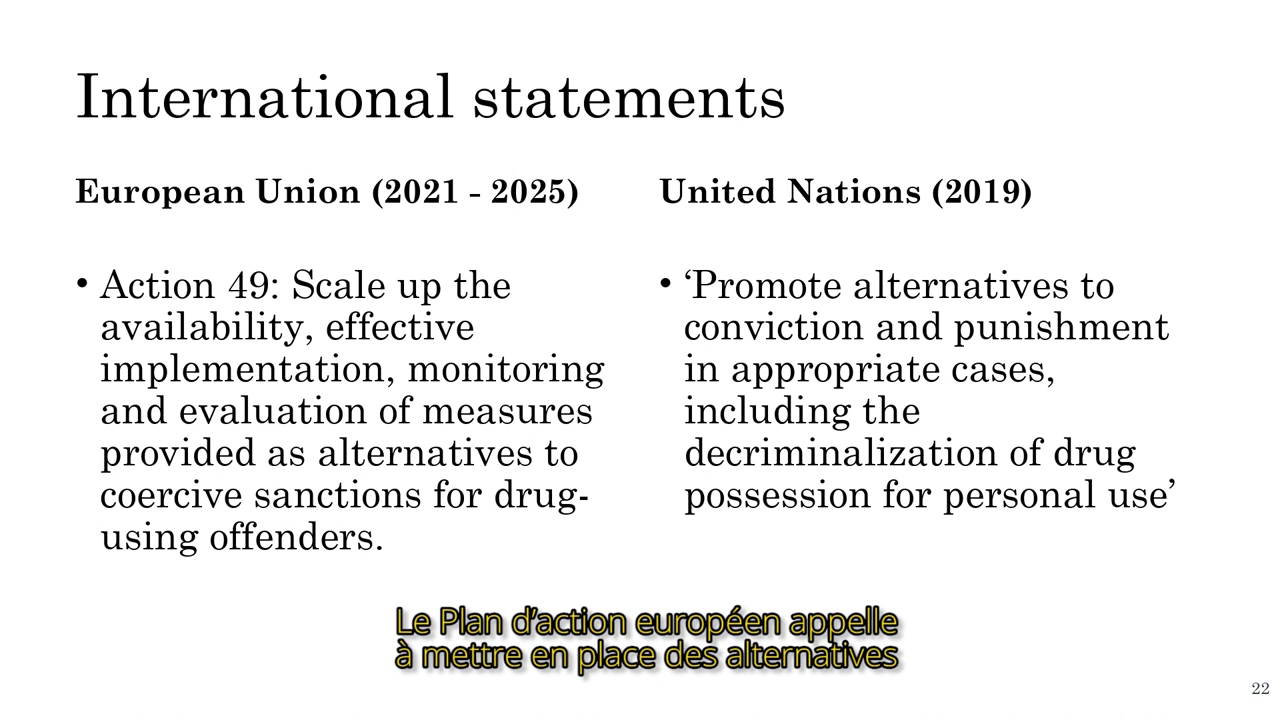 International statements
European Union (2021 - 2025)
• Action 49: Scale up the
availability, effective
implementation, monitoring
and evaluation of measures
provided as alternatives to
coercive sanctions for drug-
using offenders.
United Nations (2019)
• ‘Promote alternatives to
conviction and punishment
in appropriate cases,
including the
decriminalization of drug
possession for personal use’
Le Plan d’action européen appelle
à mettre en place des alternatives
22